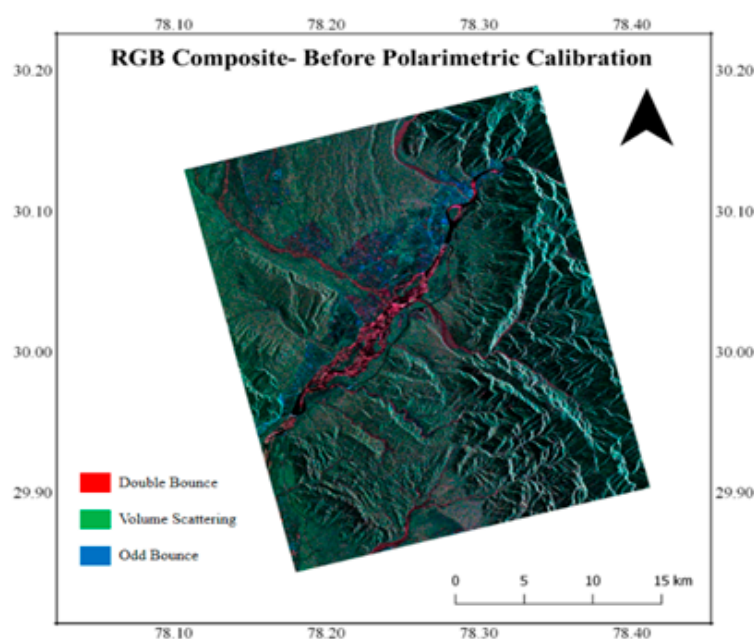 78.10 78.20 78.30 78.40
RGB Composite- Before Polarimetric Calibration
30.20 30.20
30.10 30.10
30.00 30.00
29.90 29.90
Double Bounce
Volume Scattering
Odd Bounce
0 5 10 15 km
78.10 78.20 78.30 78.40